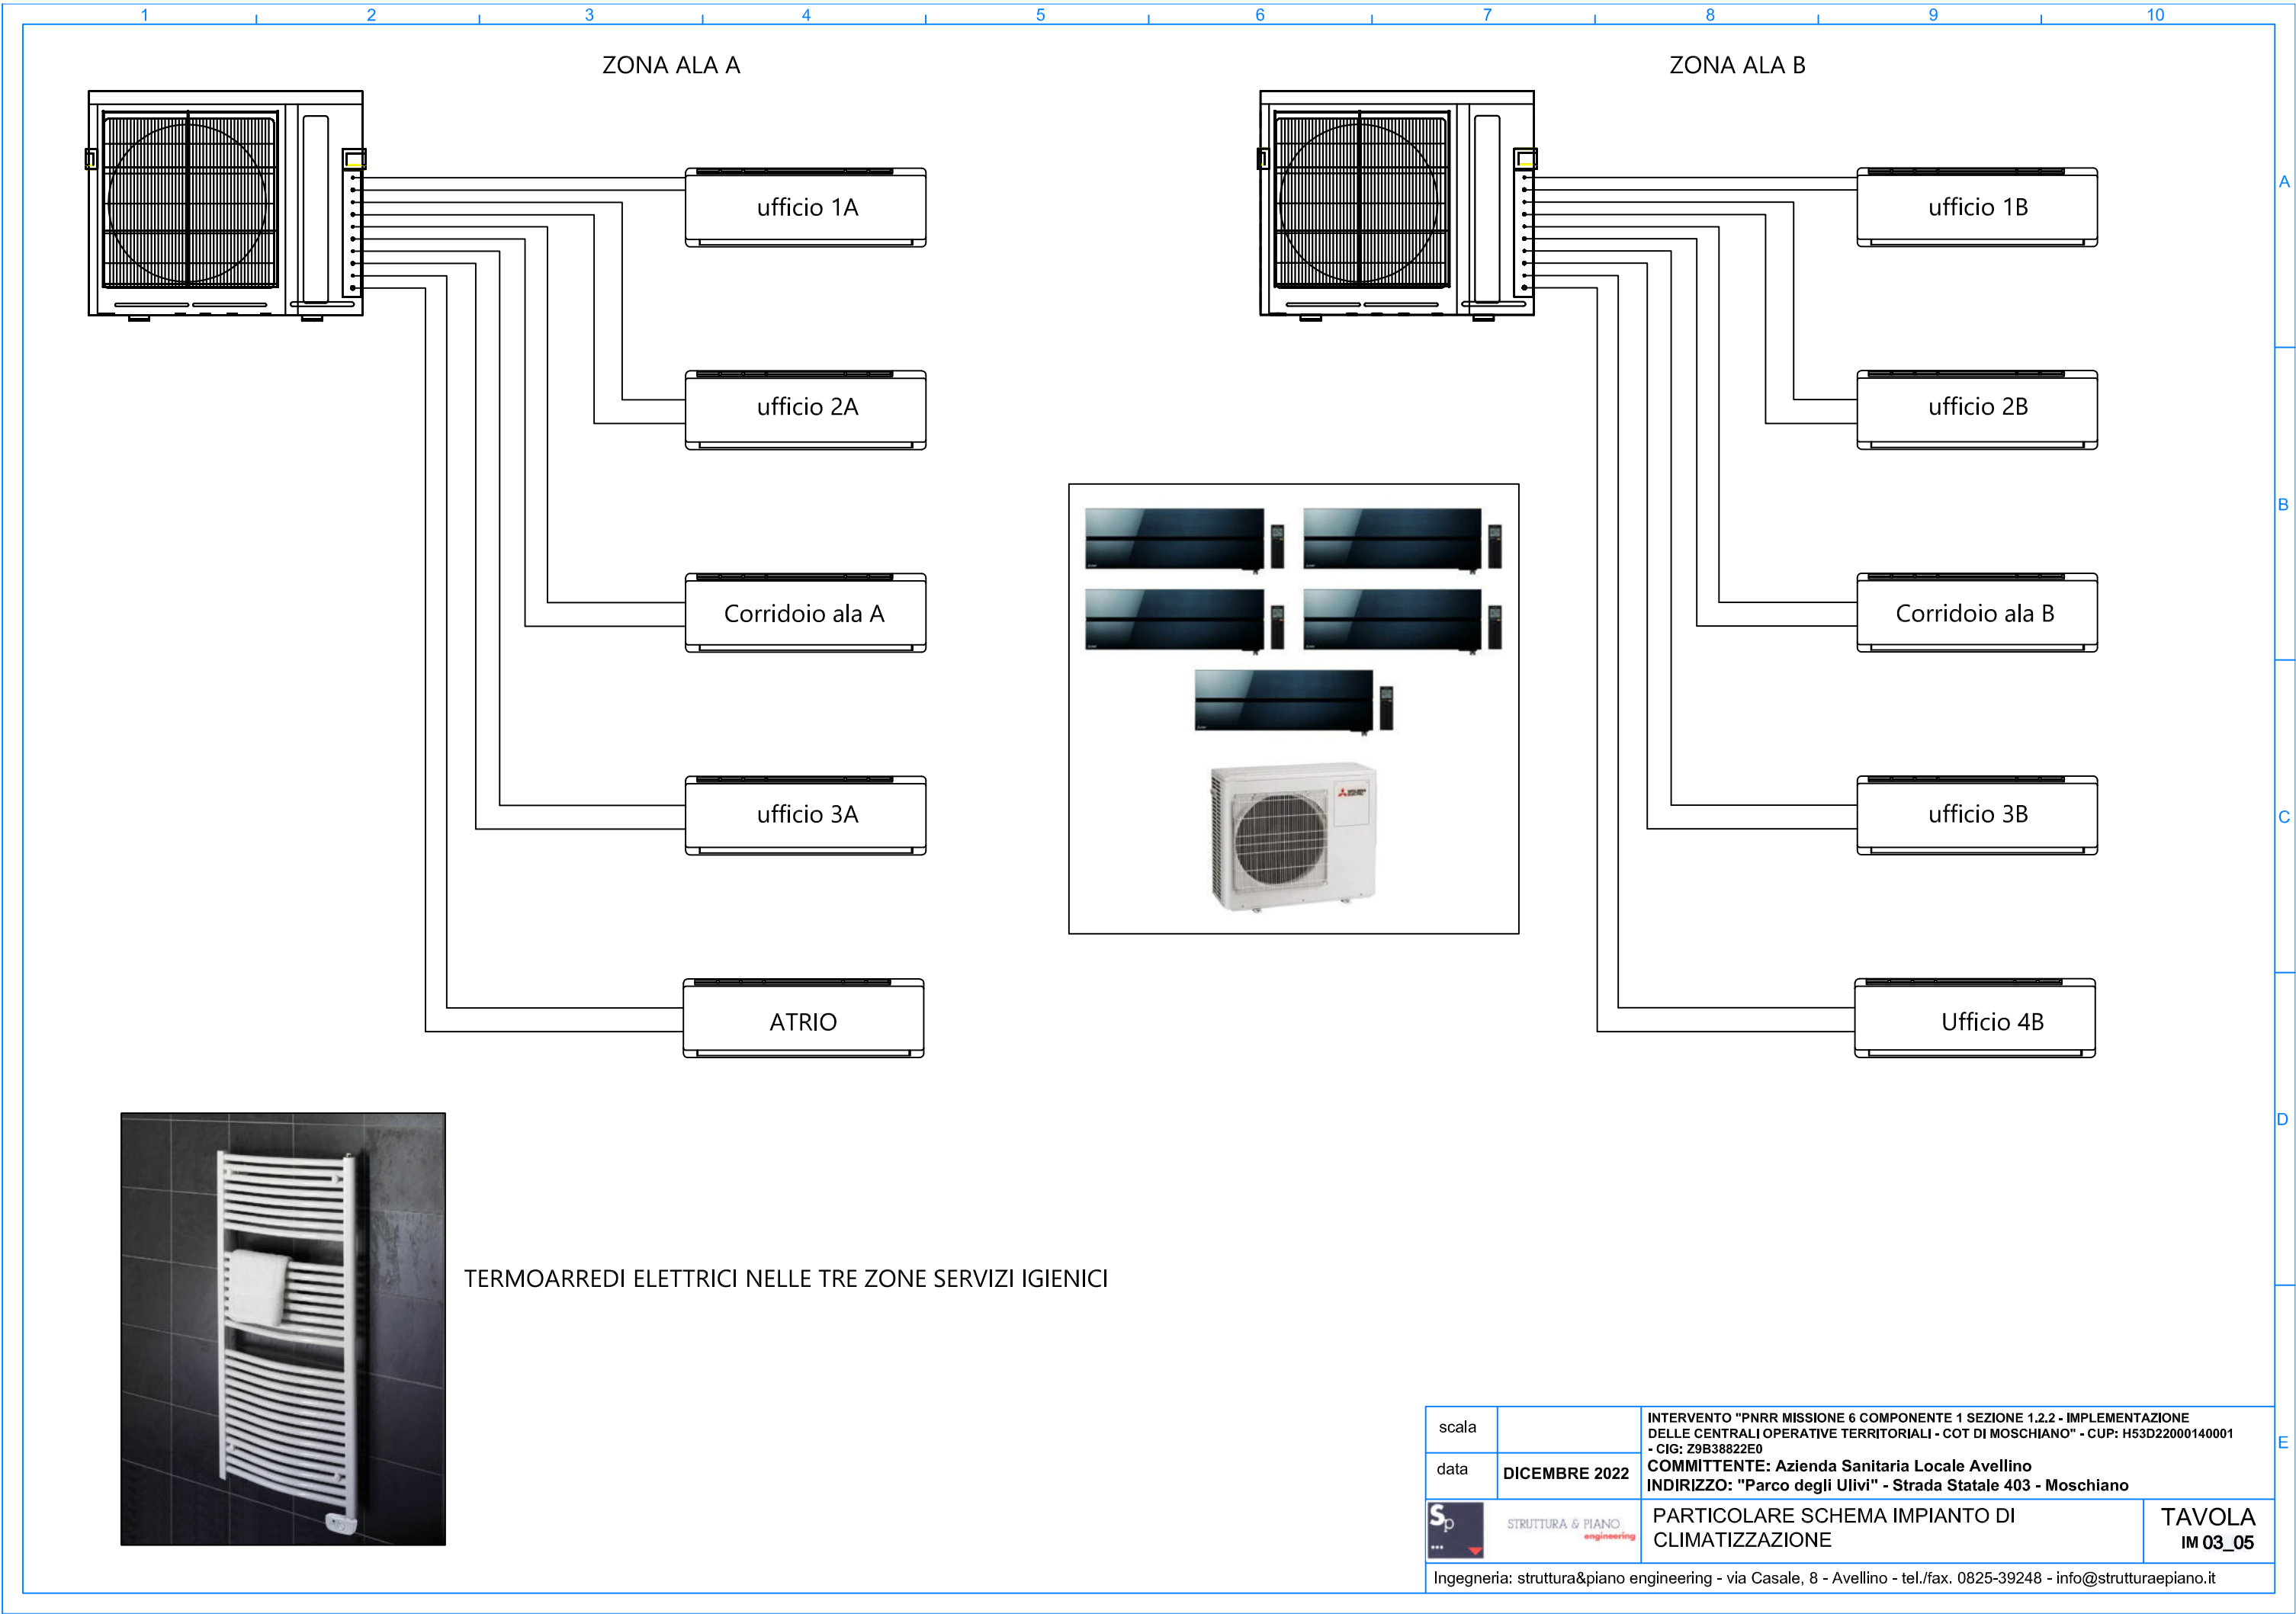 1 2 3 4 5 6 7 8 9 10
ZONA ALA A
ZONA ALA B
ufficio 1A
ufficio 2A
Corridoio ala A
ufficio 3A
ATRIO
ufficio 1B
ufficio 2B
Corridoio ala B
ufficio 3B
Ufficio 4B
A
B
C
D
E
MITSUBISHI
ELECTRIC
TERMOARREDI ELETTRICI NELLE TRE ZONE SERVIZI IGIENICI
scala
data
DICEMBRE 2022
INTERVENTO "PNRR MISSIONE 6 COMPONENTE 1 SEZIONE 1.2.2 - IMPLEMENTAZIONE
DELLE CENTRALI OPERATIVE TERRITORIALI - COT DI MOSCHIANO" - CUP: H53D22000140001
- CIG: Z9B38822E0
COMMITTENTE: Azienda Sanitaria Locale Avellino
INDIRIZZO: "Parco degli Ulivi" - Strada Statale 403 - Moschiano
Sp
STRUTTURA & PIANO
engineering
PARTICOLARE SCHEMA IMPIANTO DI
CLIMATIZZAZIONE
TAVOLA
IM 03_05
Ingegneria: struttura&piano engineering - via Casale, 8 - Avellino - tel./fax. 0825-39248 - info@strutturaepiano.it